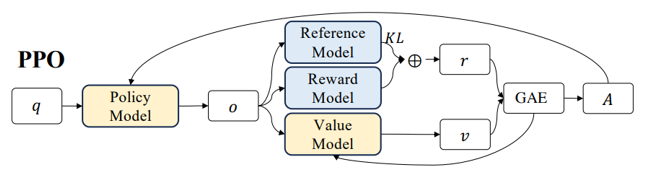 PPO
q
Policy
Model
o
Reference
Model
Reward
Model
Value
Model
KL
⊕
r
v
GAE
A